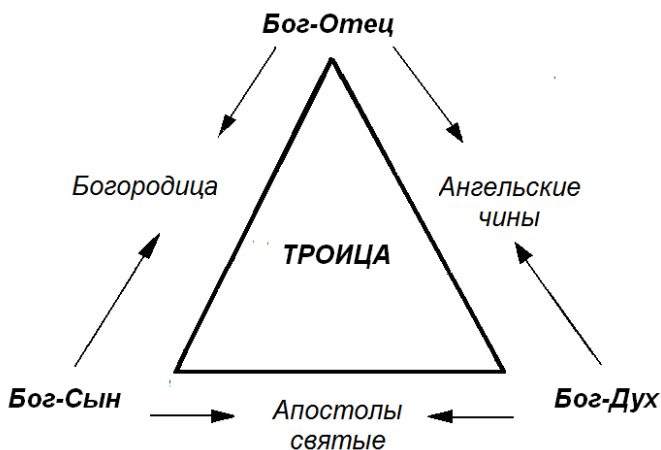 Бог-Отец
Богородица
Ангельские
чины
ТРОИЦА
Бог-Сын
Апостолы
святые
Бог-Дух